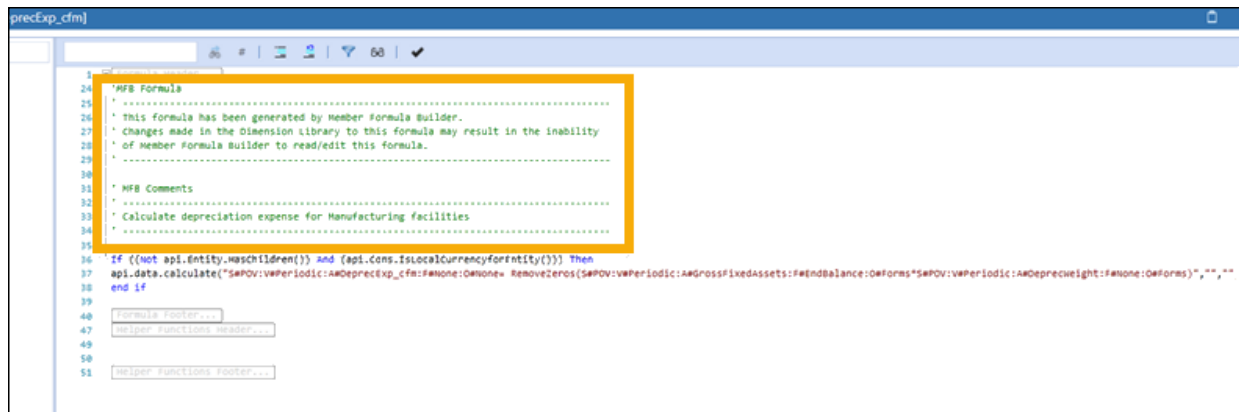 precExp_cfm]
1 Formula Header...
24 'MFB Formula
25 ' ------------------------------------------------------------------------------------
26 ' This formula has been generated by Member Formula Builder.
27 ' Changes made in the Dimension Library to this formula may result in the inability
28 ' of Member Formula Builder to read/edit this formula.
29 ' ------------------------------------------------------------------------------------
30
31 ' MFB Comments
32 ' ------------------------------------------------------------------------------------
33 ' Calculate depreciation expense for Manufacturing facilities
34 ' ------------------------------------------------------------------------------------
35
36 If ((Not api.Entity.HasChildren()) And (api.Cons.IsLocalCurrencyforEntity())) Then
37 api.data.calculate("S#POV:V#Periodic:A#DeprecExp_cfm:F#None:O#None= RemoveZeros(S#POV:V#Periodic:A#GrossFixedAssets:F#EndBalance:O#Forms*S#POV:V#Periodic:A#Deprecweight:F#None:O#Forms)","",""
38 end if
39
40 Formula Footer...
47 Helper Functions Header...
49
50
51 Helper Functions Footer...